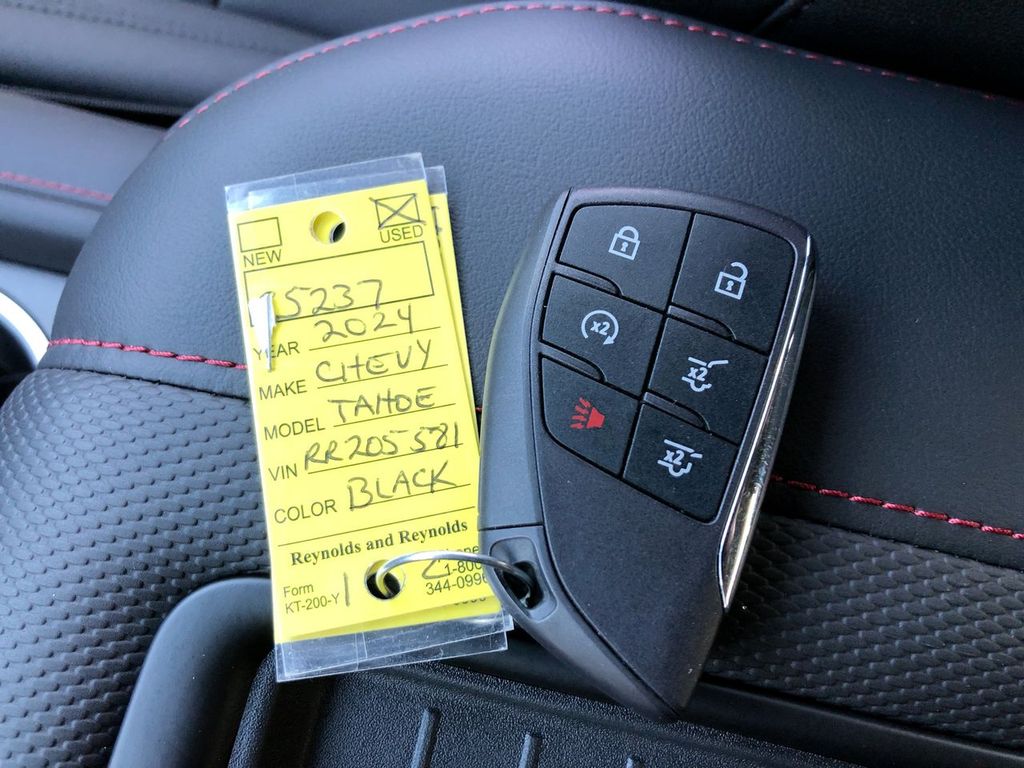 NEW USED
5237
YEAR 2024
MAKE CHEVY
MODEL TAHOE
VIN RR205581
COLOR BLACK
Reynolds and Reynolds
Form
KT-200-Y
1-800
344-0996
x2
x2
x2